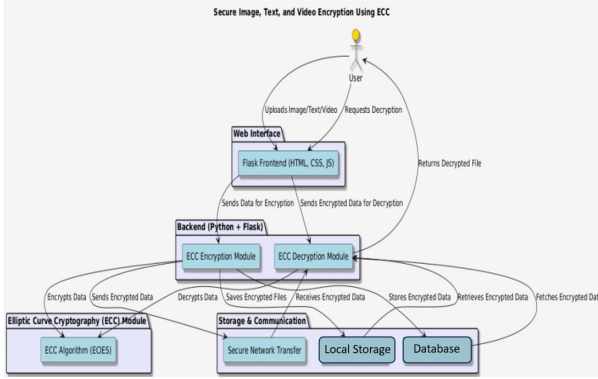 Secure Image, Text, and Video Encryption Using ECC
User
Uploads Image/Text/Video
Requests Decryption
Web Interface
Flask Frontend (HTML, CSS, JS)
Returns Decrypted File
Sends Data for Encryption
Sends Encrypted Data for Decryption
Backend (Python + Flask)
ECC Encryption Module
ECC Decryption Module
Encrypts Data
Sends Encrypted Data
Decrypts Data
Saves Encrypted Files
Receives Encrypted Data
Stores Encrypted Data
Retrieves Encrypted Data
Fetches Encrypted Dat
Elliptic Curve Cryptography (ECC) Module
Storage & Communication
ECC Algorithm (ECIES)
Secure Network Transfer
Local Storage
Database